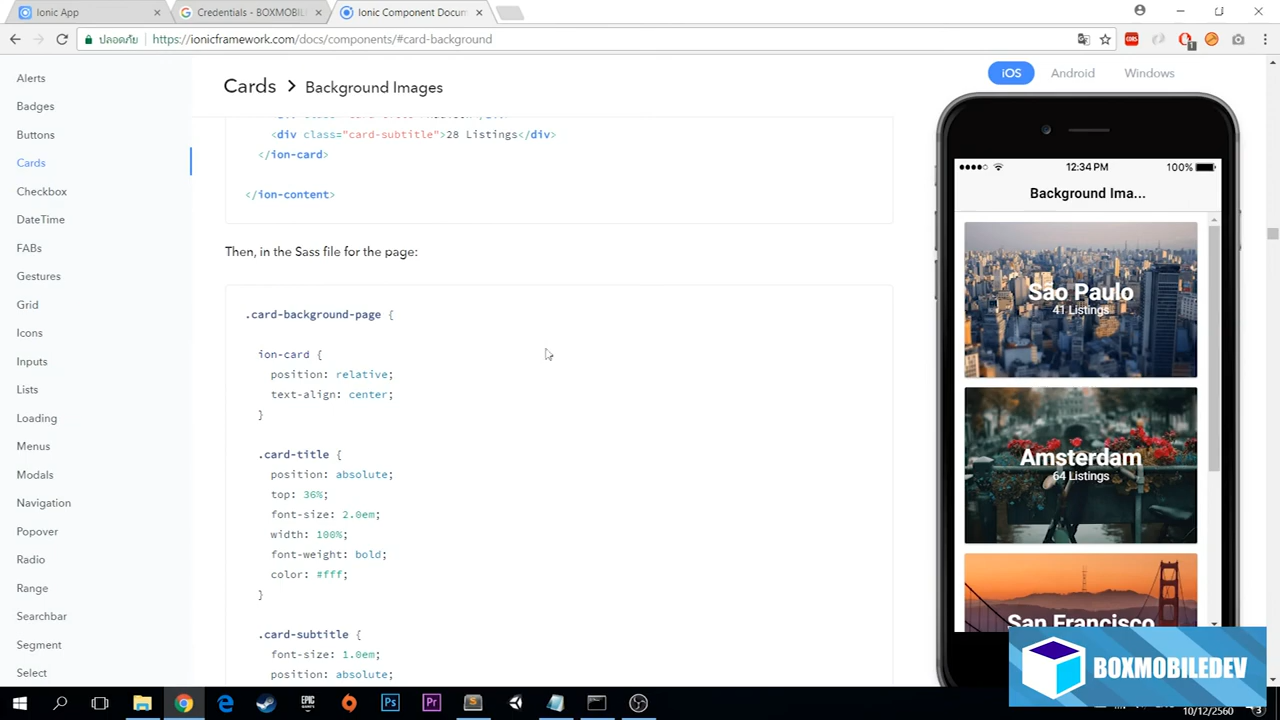 Ionic App
Credentials - BOXMOBIL
Ionic Component Docum
ปลอดภัย
https://ionicframework.com/docs/components/#card-background
Alerts
Badges
Buttons
Cards
Checkbox
DateTime
FABs
Gestures
Grid
Icons
Inputs
Lists
Loading
Menus
Modals
Navigation
Popover
Radio
Range
Searchbar
Segment
Select
Cards > Background Images
<div class="card-subtitle">28 Listings</div>
</ion-card>
</ion-content>
Then, in the Sass file for the page:
.card-background-page {
ion-card {
position: relative;
text-align: center;
}
.card-title {
position: absolute;
top: 36%;
font-size: 2.0em;
width: 100%;
font-weight: bold;
color: #fff;
}
.card-subtitle {
font-size: 1.0em;
position: absolute;
iOS
Android
Windows
12:34 PM
100%
Background Ima...
São Paulo
41 Listings
Amsterdam
64 Listings
San Francisco
BOXMOBILEDEV
10/12/2560